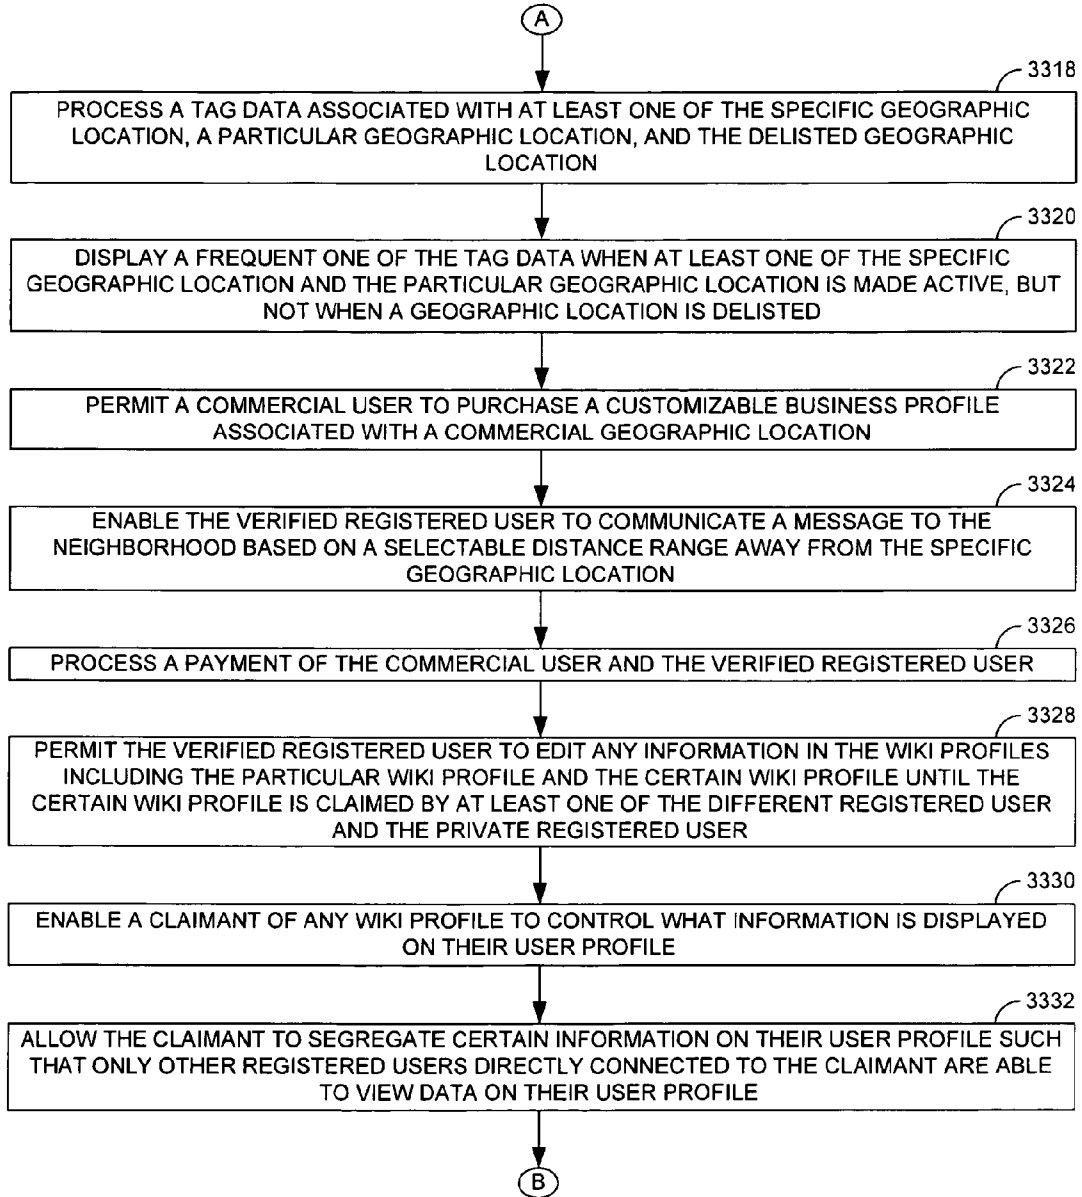 A
3318
PROCESS A TAG DATA ASSOCIATED WITH AT LEAST ONE OF THE SPECIFIC GEOGRAPHIC
LOCATION, A PARTICULAR GEOGRAPHIC LOCATION, AND THE DELISTED GEOGRAPHIC
LOCATION
3320
DISPLAY A FREQUENT ONE OF THE TAG DATA WHEN AT LEAST ONE OF THE SPECIFIC
GEOGRAPHIC LOCATION AND THE PARTICULAR GEOGRAPHIC LOCATION IS MADE ACTIVE, BUT
NOT WHEN A GEOGRAPHIC LOCATION IS DELISTED
3322
PERMIT A COMMERCIAL USER TO PURCHASE A CUSTOMIZABLE BUSINESS PROFILE
ASSOCIATED WITH A COMMERCIAL GEOGRAPHIC LOCATION
3324
ENABLE THE VERIFIED REGISTERED USER TO COMMUNICATE A MESSAGE TO THE
NEIGHBORHOOD BASED ON A SELECTABLE DISTANCE RANGE AWAY FROM THE SPECIFIC
GEOGRAPHIC LOCATION
3326
PROCESS A PAYMENT OF THE COMMERCIAL USER AND THE VERIFIED REGISTERED USER
3328
PERMIT THE VERIFIED REGISTERED USER TO EDIT ANY INFORMATION IN THE WIKI PROFILES
INCLUDING THE PARTICULAR WIKI PROFILE AND THE CERTAIN WIKI PROFILE UNTIL THE
CERTAIN WIKI PROFILE IS CLAIMED BY AT LEAST ONE OF THE DIFFERENT REGISTERED USER
AND THE PRIVATE REGISTERED USER
3330
ENABLE A CLAIMANT OF ANY WIKI PROFILE TO CONTROL WHAT INFORMATION IS DISPLAYED
ON THEIR USER PROFILE
3332
ALLOW THE CLAIMANT TO SEGREGATE CERTAIN INFORMATION ON THEIR USER PROFILE SUCH
THAT ONLY OTHER REGISTERED USERS DIRECTLY CONNECTED TO THE CLAIMANT ARE ABLE
TO VIEW DATA ON THEIR USER PROFILE
B